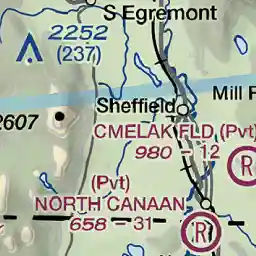 S Egremont
2252
(237)
Mill
Sheffield
2607
CMELAK FLD (Pvt)
980 - 12
R
(Pvt)
NORTH CANAAN
658 - 31
R